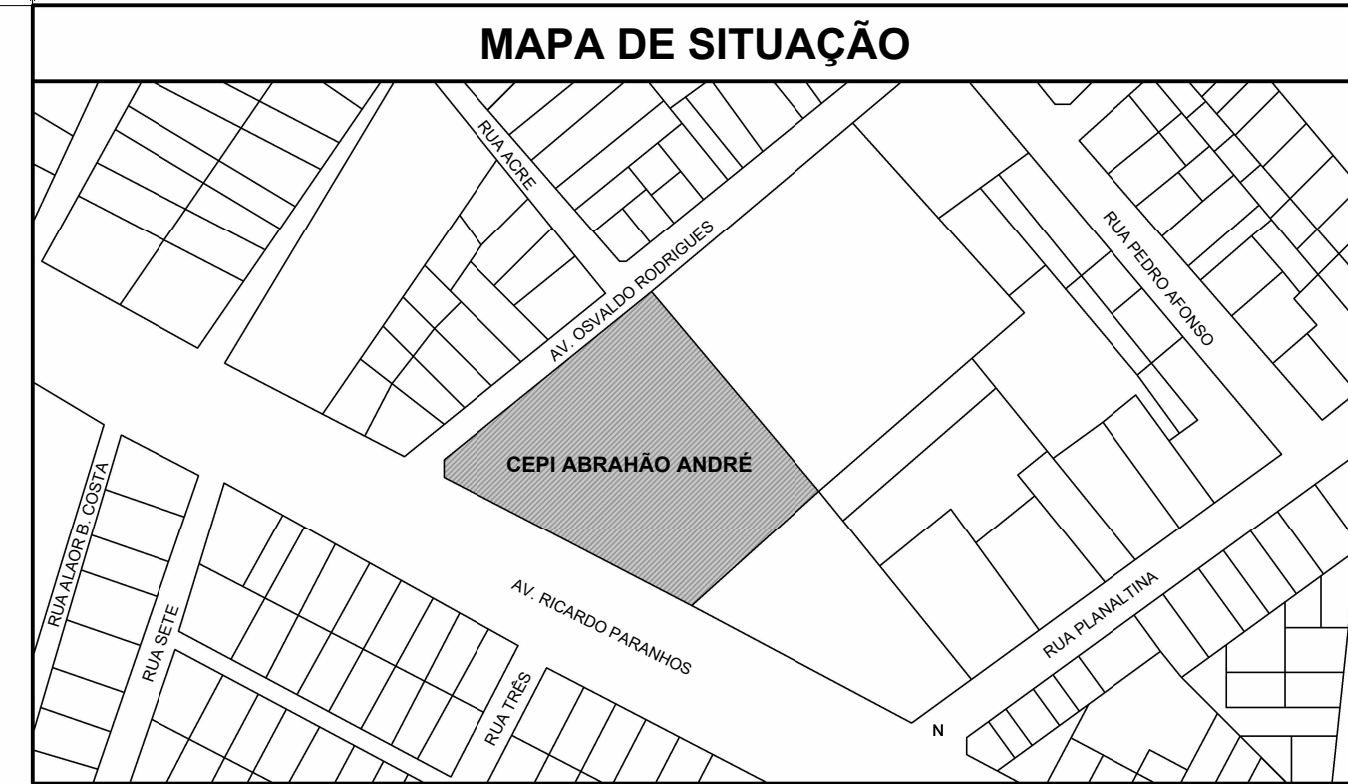 MAPA DE SITUAÇÃO
RUA ACRE
AV. OSVALDO RODRIGUES
RUA PEDRO AFONSO
CEPI ABRAHÃO ANDRÉ
RUA ALAOR B. COSTA
RUA SETE
AV. RICARDO PARANHOS
RUA PLANALTINA
RUA TRÊS
N